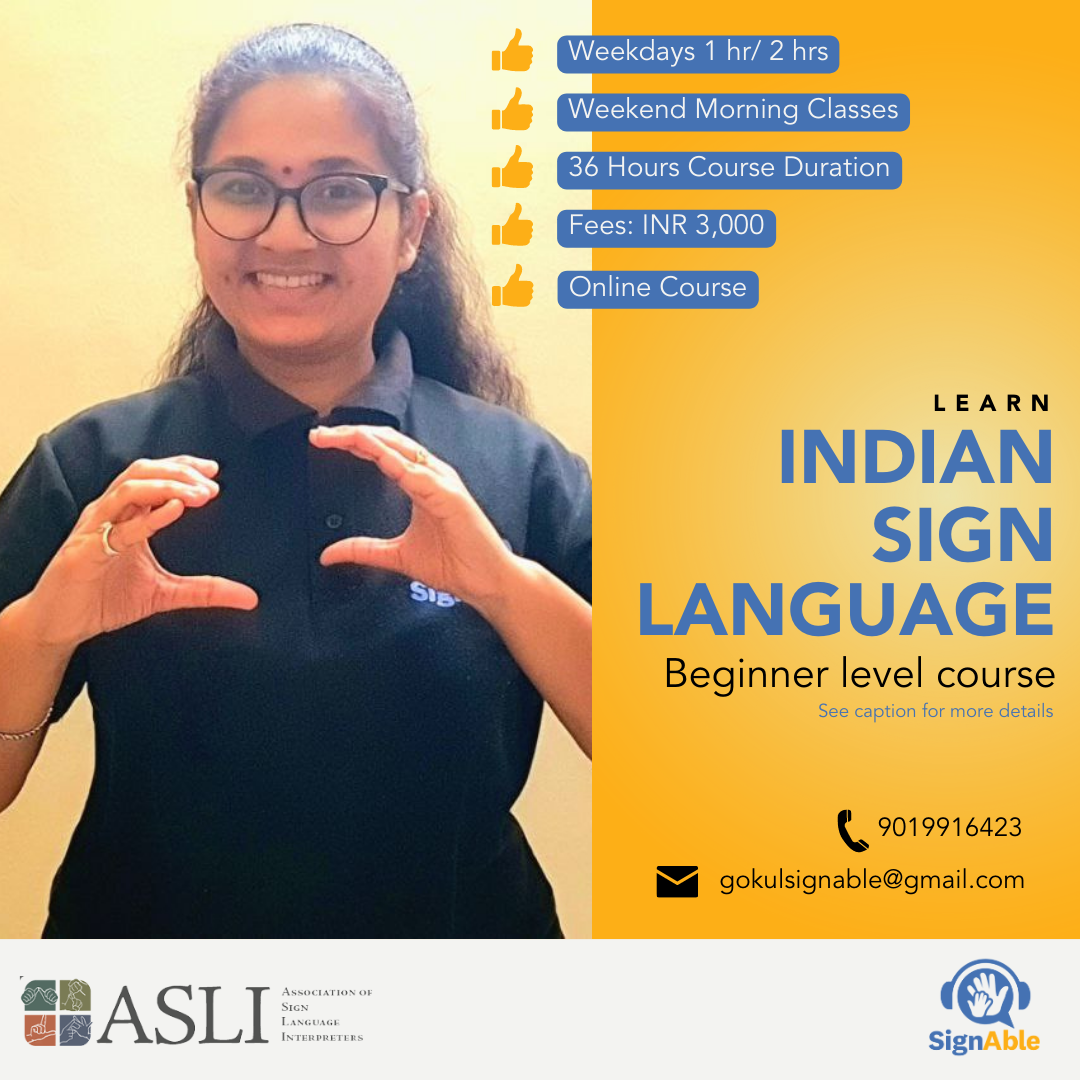 Weekdays 1 hr/ 2 hrs
Weekend Morning Classes
36 Hours Course Duration
Fees: INR 3,000
Online Course
LEARN
INDIAN
SIGN
LANGUAGE
Beginner level course
See caption for more details
9019916423
gokulsignable@gmail.com
ASLI
ASSOCIATION OF
SIGN
LANGUAGE
INTERPRETERS
SignAble